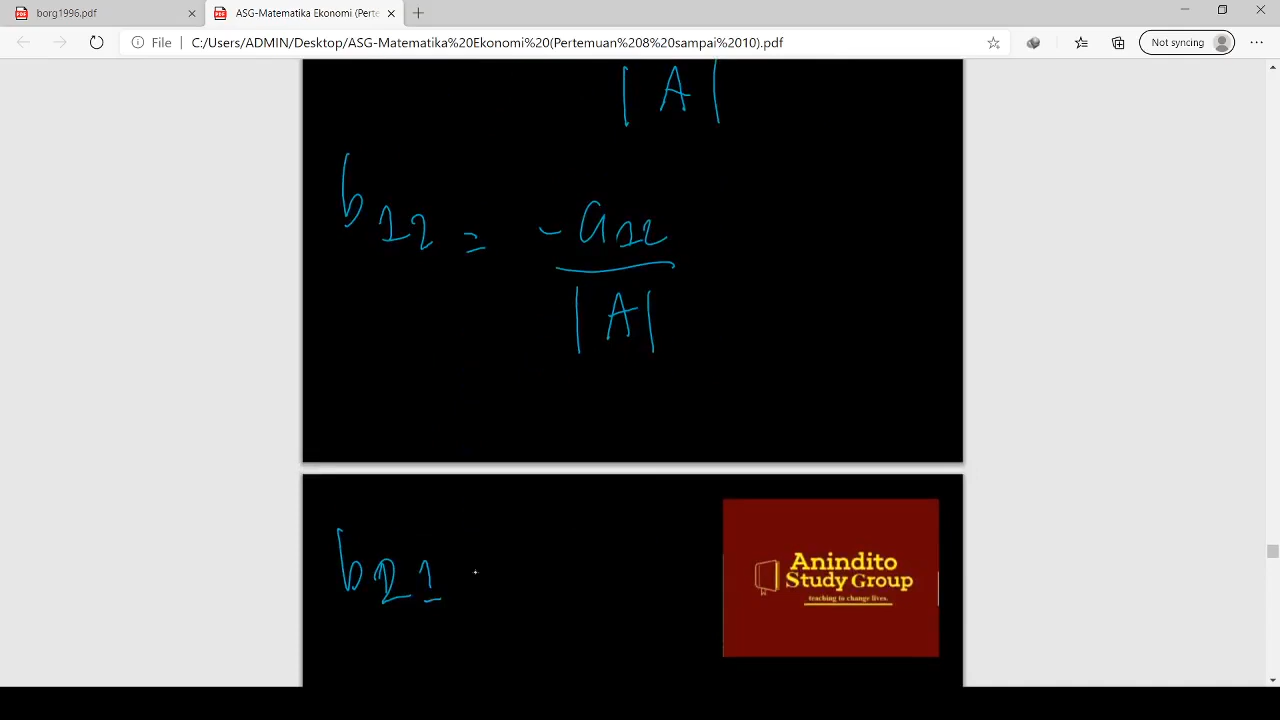 borg1996.pdf
ASG-Matematika Ekonomi (Perte
File
C:/Users/ADMIN/Desktop/ASG-Matematika%20Ekonomi%20(Pertemuan%208%20sampai%2010).pdf
Not syncing
|A|
b12 = -a12
|A|
b21
Anindito
Study Group
teaching to change lives.